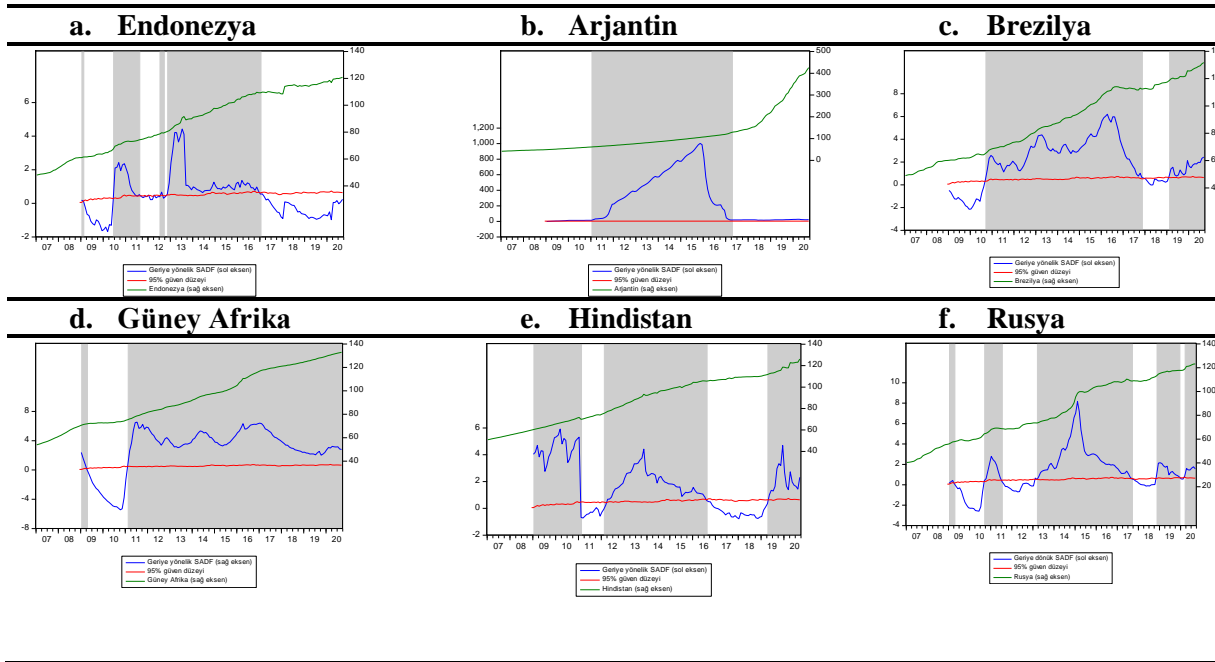 a. Endonezya
b. Arjantin
c. Brezilya
140
120
100
80
60
40
6
4
2
0
-2
07 08 09 10 11 12 13 14 15 16 17 18 19 20
Geriye yönelik SADF (sol eksen)
95% güven düzeyi
Endonezya (sağ eksen)
500
400
300
200
100
0
1,200
1,000
800
600
400
200
0
-200
07 08 09 10 11 12 13 14 15 16 17 18 19 20
Geriye yönelik SADF (sol eksen)
95% güven düzeyi
Arjantin (sağ eksen)
8
6
4
2
0
-2
-4
07 08 09 10 11 12 13 14 15 16 17 18 19 20
Geriye yönelik SADF (sol eksen)
95% güven düzeyi
Brezilya (sağ eksen)
d. Güney Afrika
e. Hindistan
f. Rusya
140
120
100
80
60
40
8
4
0
-4
-8
07 08 09 10 11 12 13 14 15 16 17 18 19 20
Geriye yönelik SADF (sağ eksen)
95% güven düzeyi
Güney Afrika (sağ eksen)
140
120
100
80
60
40
6
4
2
0
-2
07 08 09 10 11 12 13 14 15 16 17 18 19 20
Geriye yönelik SADF (sol eksen)
95% güven düzeyi
Hindistan (sağ eksen)
140
120
100
80
60
40
20
10
8
6
4
2
0
-2
-4
07 08 09 10 11 12 13 14 15 16 17 18 19 20
Geriye dönük SADF (sol eksen)
95% güven düzeyi
Rusya (sağ eksen)